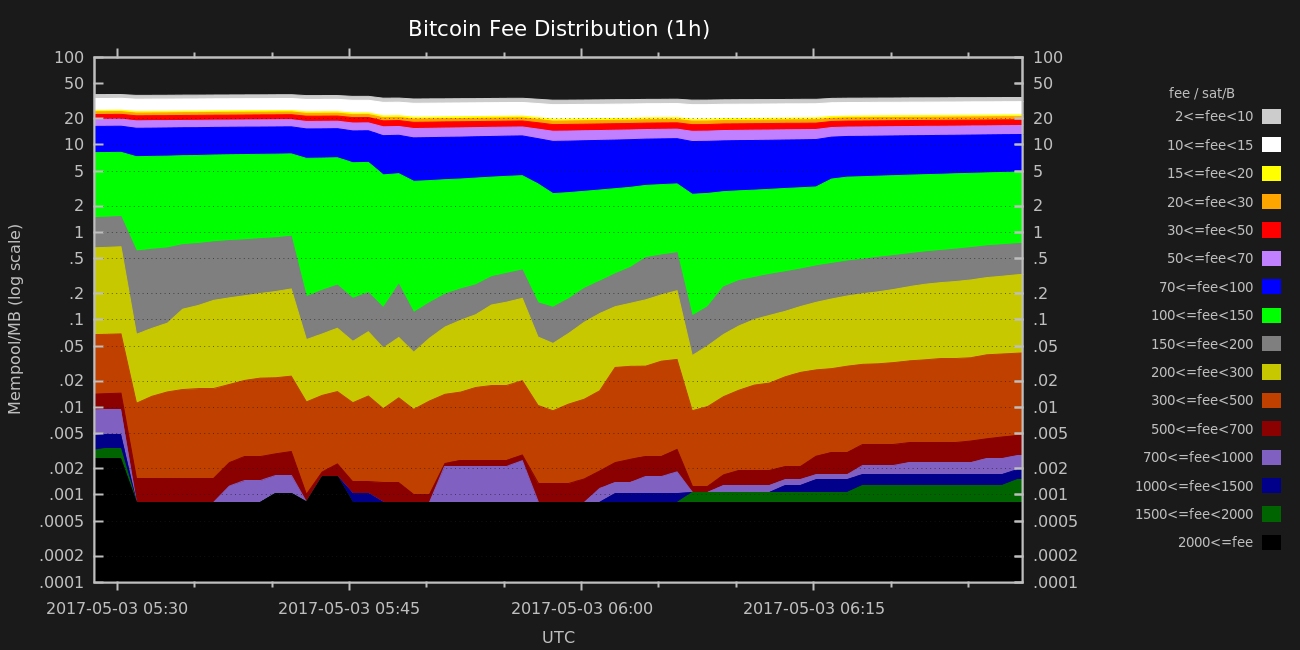 Bitcoin Fee Distribution (1h)
Mempool/MB (log scale)
100
50
20
10
5
2
1
.5
.2
.1
.05
.02
.01
.005
.002
.001
.0005
.0002
.0001
100
50
20
10
5
2
1
.5
.2
.1
.05
.02
.01
.005
.002
.001
.0005
.0002
.0001
2017-05-03 05:30
2017-05-03 05:45
2017-05-03 06:00
2017-05-03 06:15
UTC
fee / sat/B
2<=fee<10
10<=fee<15
15<=fee<20
20<=fee<30
30<=fee<50
50<=fee<70
70<=fee<100
100<=fee<150
150<=fee<200
200<=fee<300
300<=fee<500
500<=fee<700
700<=fee<1000
1000<=fee<1500
1500<=fee<2000
2000<=fee